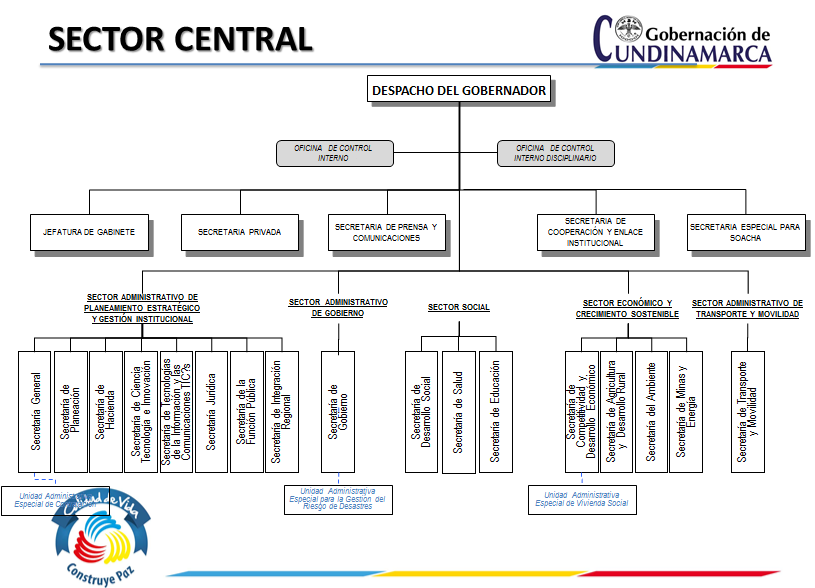 SECTOR CENTRAL
Gobernación de
CUNDINAMARCA
DESPACHO DEL GOBERNADOR
OFICINA DE CONTROL
INTERNO
OFICINA DE CONTROL
INTERNO DISCIPLINARIO
JEFATURA DE GABINETE
SECRETARIA PRIVADA
SECRETARIA DE PRENSA Y
COMUNICACIONES
SECRETARIA DE
COOPERACIÓN Y ENLACE
INSTITUCIONAL
SECRETARIA ESPECIAL PARA
SOACHA
SECTOR ADMINISTRATIVO DE
PLANEAMIENTO ESTRATÉGICO
Y GESTIÓN INSTITUCIONAL
SECTOR ADMINISTRATIVO
DE GOBIERNO
SECTOR SOCIAL
SECTOR ECONÓMICO Y
CRECIMIENTO SOSTENIBLE
SECTOR ADMINISTRATIVO DE
TRANSPORTE Y MOVILIDAD
Secretaría General
Secretaría de
Planeación
Secretaría de
Hacienda
Secretaría de Ciencia
Tecnología e Innovación
Secretaría de Tecnologías
de la Información y las
Comunicaciones TIC?s
Secretaría Jurídica
Secretaría de la
Función Pública
Secretaría de Integración
Regional
Secretaría de
Gobierno
Secretaría de
Desarrollo Social
Secretaría de Salud
Secretaría de Educación
Secretaría de
Competitividad y
Desarrollo Económico
Secretaría de Agricultura
y Desarrollo Rural
Secretaría del Ambiente
Secretaría de Minas y
Energía
Secretaría de Transporte
y Movilidad
Unidad
Especial de
Unidad Administrativa
Especial para la Gestión del
Riesgo de Desastres
Unidad Administrativa
Especial de Vivienda Social
Calidad de Vida
Construye Paz